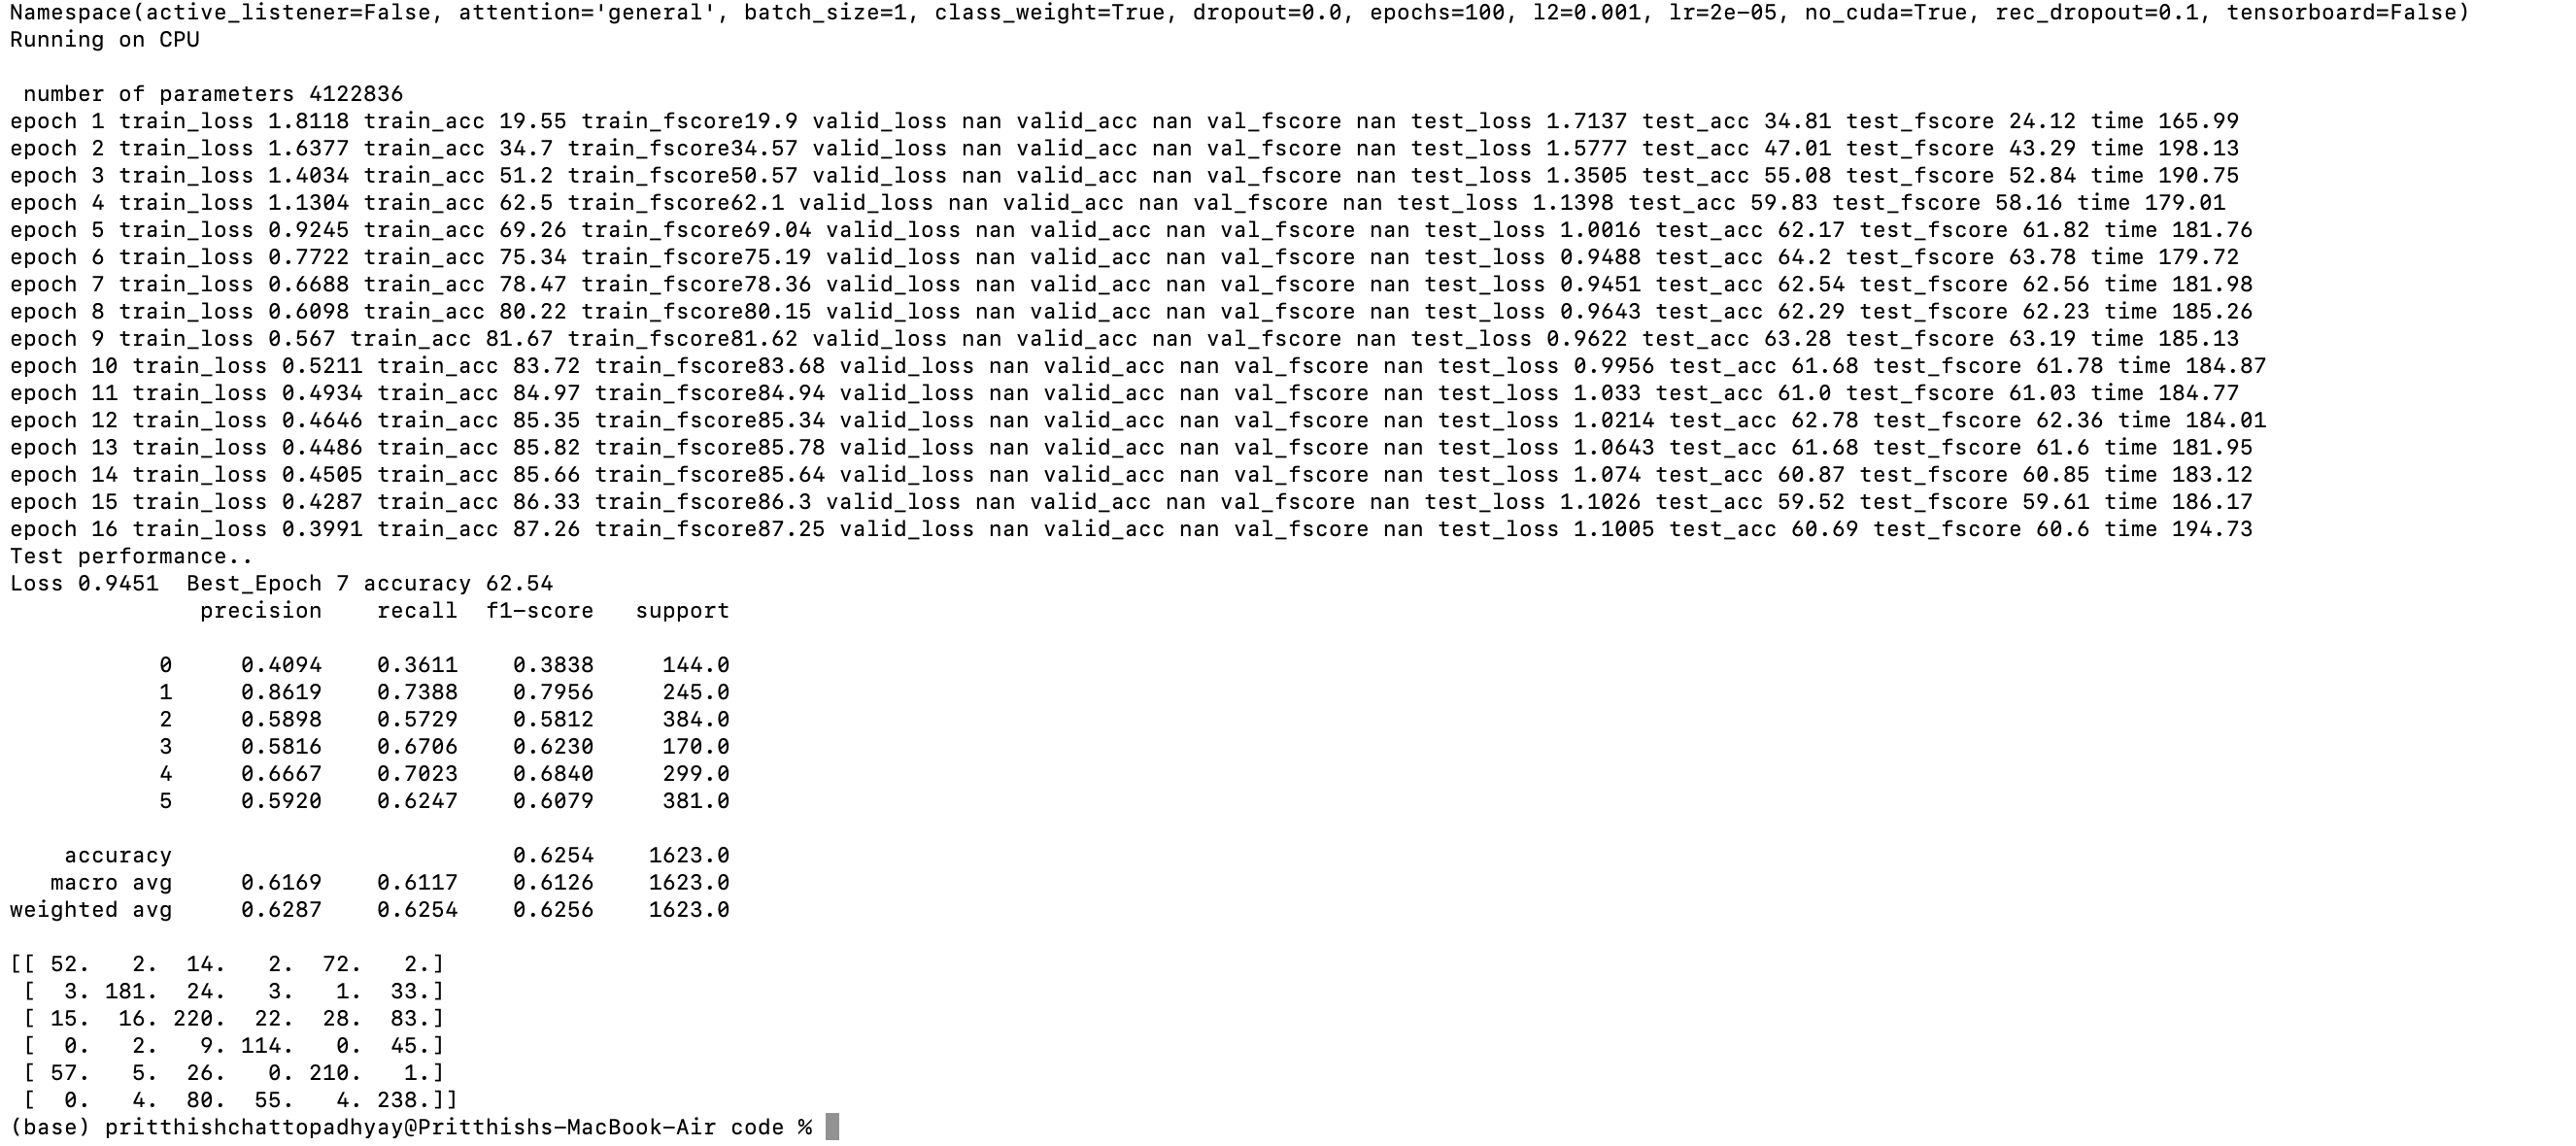 Namespace(active_listener=False, attention='general', batch_size=1, class_weight=True, dropout=0.0, epochs=100, l2=0.001, lr=2e-05, no_cuda=True, rec_dropout=0.1, tensorboard=False)
Running on CPU
number of parameters 4122836
epoch 1 train_loss 1.8118 train_acc 19.55 train_fscore19.9 valid_loss nan valid_acc nan val_fscore nan test_loss 1.7137 test_acc 34.81 test_fscore 24.12 time 165.99
epoch 2 train_loss 1.6377 train_acc 34.7 train_fscore34.57 valid_loss nan valid_acc nan val_fscore nan test_loss 1.5777 test_acc 47.01 test_fscore 43.29 time 198.13
epoch 3 train_loss 1.4034 train_acc 51.2 train_fscore50.57 valid_loss nan valid_acc nan val_fscore nan test_loss 1.3505 test_acc 55.08 test_fscore 52.84 time 190.75
epoch 4 train_loss 1.1304 train_acc 62.5 train_fscore62.1 valid_loss nan valid_acc nan val_fscore nan test_loss 1.1398 test_acc 59.83 test_fscore 58.16 time 179.01
epoch 5 train_loss 0.9245 train_acc 69.26 train_fscore69.04 valid_loss nan valid_acc nan val_fscore nan test_loss 1.0016 test_acc 62.17 test_fscore 61.82 time 181.76
epoch 6 train_loss 0.7722 train_acc 75.34 train_fscore75.19 valid_loss nan valid_acc nan val_fscore nan test_loss 0.9488 test_acc 64.2 test_fscore 63.78 time 179.72
epoch 7 train_loss 0.6688 train_acc 78.47 train_fscore78.36 valid_loss nan valid_acc nan val_fscore nan test_loss 0.9451 test_acc 62.54 test_fscore 62.56 time 181.98
epoch 8 train_loss 0.6098 train_acc 80.22 train_fscore80.15 valid_loss nan valid_acc nan val_fscore nan test_loss 0.9643 test_acc 62.29 test_fscore 62.23 time 185.26
epoch 9 train_loss 0.567 train_acc 81.67 train_fscore81.62 valid_loss nan valid_acc nan val_fscore nan test_loss 0.9622 test_acc 63.28 test_fscore 63.19 time 185.13
epoch 10 train_loss 0.5211 train_acc 83.72 train_fscore83.68 valid_loss nan valid_acc nan val_fscore nan test_loss 0.9956 test_acc 61.68 test_fscore 61.78 time 184.87
epoch 11 train_loss 0.4934 train_acc 84.97 train_fscore84.94 valid_loss nan valid_acc nan val_fscore nan test_loss 1.033 test_acc 61.0 test_fscore 61.03 time 184.77
epoch 12 train_loss 0.4646 train_acc 85.35 train_fscore85.34 valid_loss nan valid_acc nan val_fscore nan test_loss 1.0214 test_acc 62.78 test_fscore 62.36 time 184.01
epoch 13 train_loss 0.4486 train_acc 85.82 train_fscore85.78 valid_loss nan valid_acc nan val_fscore nan test_loss 1.0643 test_acc 61.68 test_fscore 61.6 time 181.95
epoch 14 train_loss 0.4505 train_acc 85.66 train_fscore85.64 valid_loss nan valid_acc nan val_fscore nan test_loss 1.074 test_acc 60.87 test_fscore 60.85 time 183.12
epoch 15 train_loss 0.4287 train_acc 86.33 train_fscore86.3 valid_loss nan valid_acc nan val_fscore nan test_loss 1.1026 test_acc 59.52 test_fscore 59.61 time 186.17
epoch 16 train_loss 0.3991 train_acc 87.26 train_fscore87.25 valid_loss nan valid_acc nan val_fscore nan test_loss 1.1005 test_acc 60.69 test_fscore 60.6 time 194.73
Test performance..
Loss 0.9451  Best_Epoch 7 accuracy 62.54
precision    recall  f1-score   support
0     0.4094    0.3611    0.3838     144.0
1     0.8619    0.7388    0.7956     245.0
2     0.5898    0.5729    0.5812     384.0
3     0.5816    0.6706    0.6230     170.0
4     0.6667    0.7023    0.6840     299.0
5     0.5920    0.6247    0.6079     381.0
accuracy                         0.6254    1623.0
macro avg     0.6169    0.6117    0.6126    1623.0
weighted avg     0.6287    0.6254    0.6256    1623.0
[[ 52.   2.  14.   2.  72.   2.]
[  3. 181.  24.   3.   1.  33.]
[ 15.  16. 220.  22.  28.  83.]
[  0.   2.   9. 114.   0.  45.]
[ 57.   5.  26.   0. 210.   1.]
[  0.   4.  80.  55.   4. 238.]]
(base) pritthishchattopadhyay@Pritthishs-MacBook-Air code %